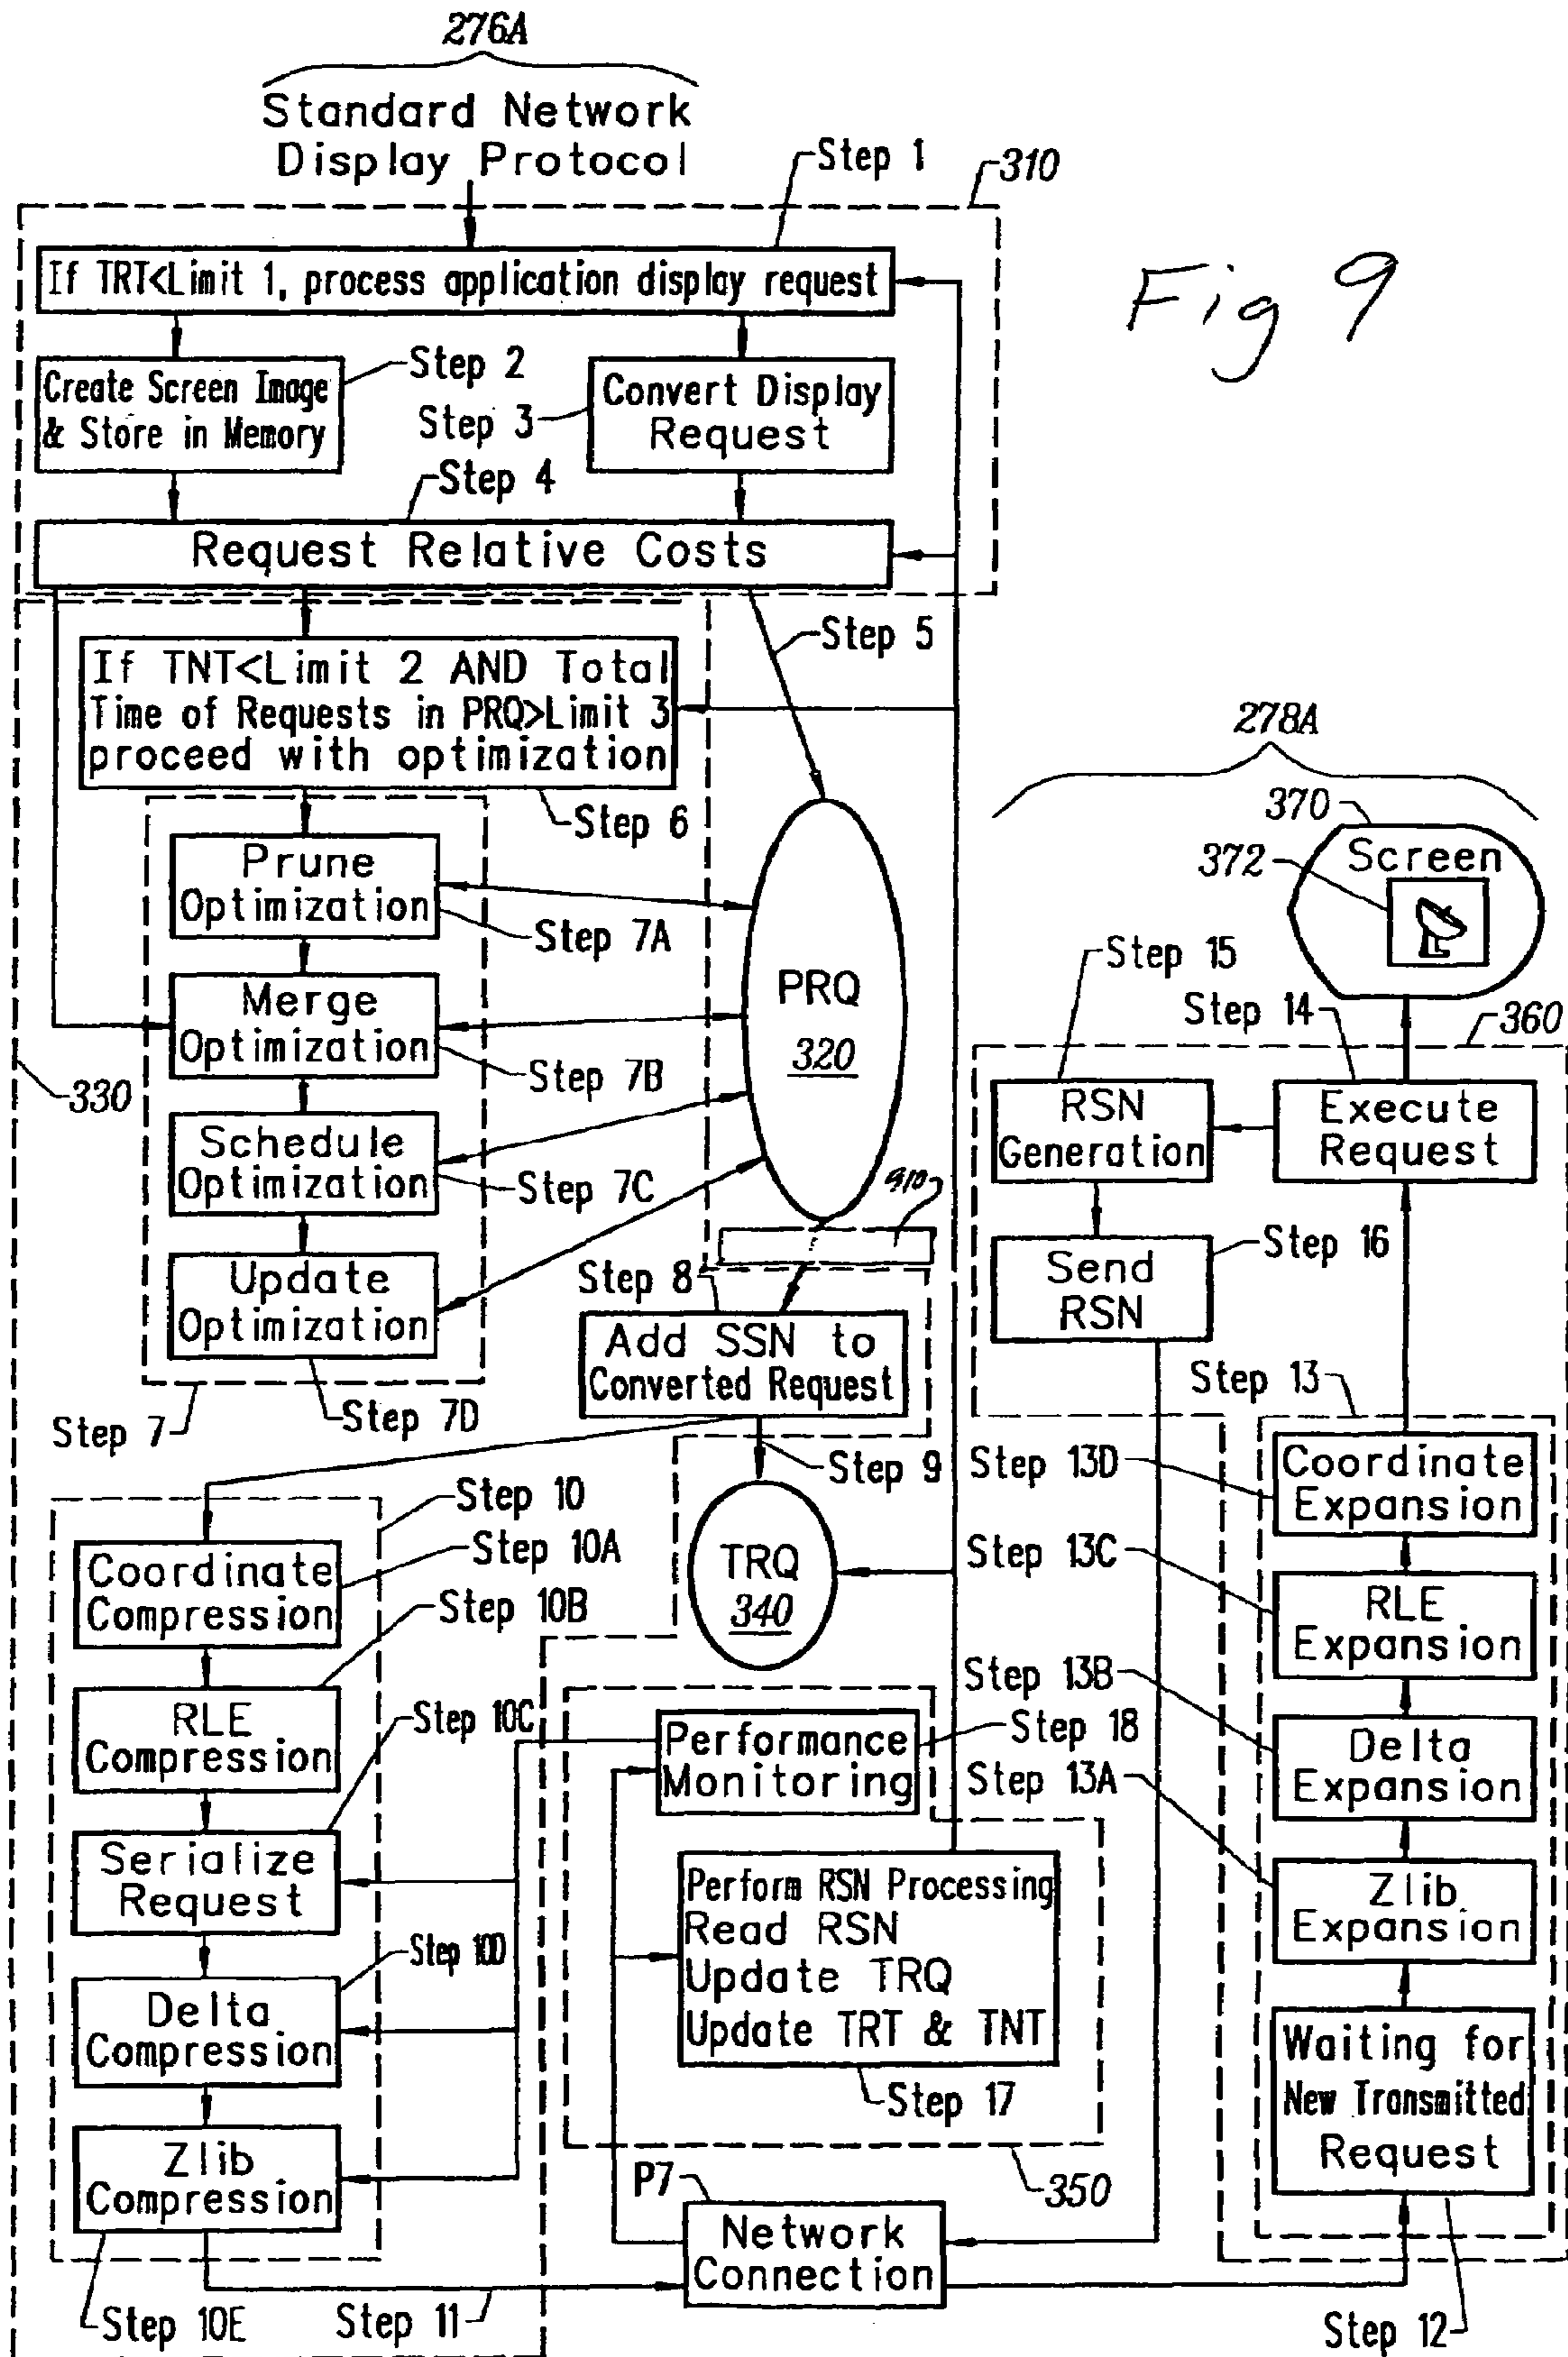 276A
Standard Network
Display Protocol
Step 1
310
If TRT<Limit 1, process application display request
Fig 9
Create Screen Image
& Store in Memory
Step 2
Step 3
Convert Display
Request
Step 4
Request Relative Costs
Step 5
If TNT<Limit 2 AND Total
Time of Requests in PRQ>Limit 3
proceed with optimization
Step 6
278A
370
Screen
372
Prune
Optimization
Step 7A
Merge
Optimization
Step 7B
330
Schedule
Optimization
Step 7C
Update
Optimization
Step 7D
Step 7
PRQ
320
910
Step 15
Step 14
360
RSN
Generation
Execute
Request
Step 16
Send
RSN
Step 8
Add SSN to
Converted Request
Step 9
TRQ
340
Step 10
Coordinate
Compression
Step 10A
RLE
Compression
Step 10B
Serialize
Request
Step 10C
Delta
Compression
Step 10D
Zlib
Compression
Step 10E
Step 11
Step 13
Step 13D
Coordinate
Expansion
Step 13C
RLE
Expansion
Step 13B
Delta
Expansion
Step 13A
Zlib
Expansion
Waiting for
New Transmitted
Request
Step 12
Performance
Monitoring
Step 18
Perform RSN Processing
Read RSN
Update TRQ
Update TRT & TNT
Step 17
350
P7
Network
Connection